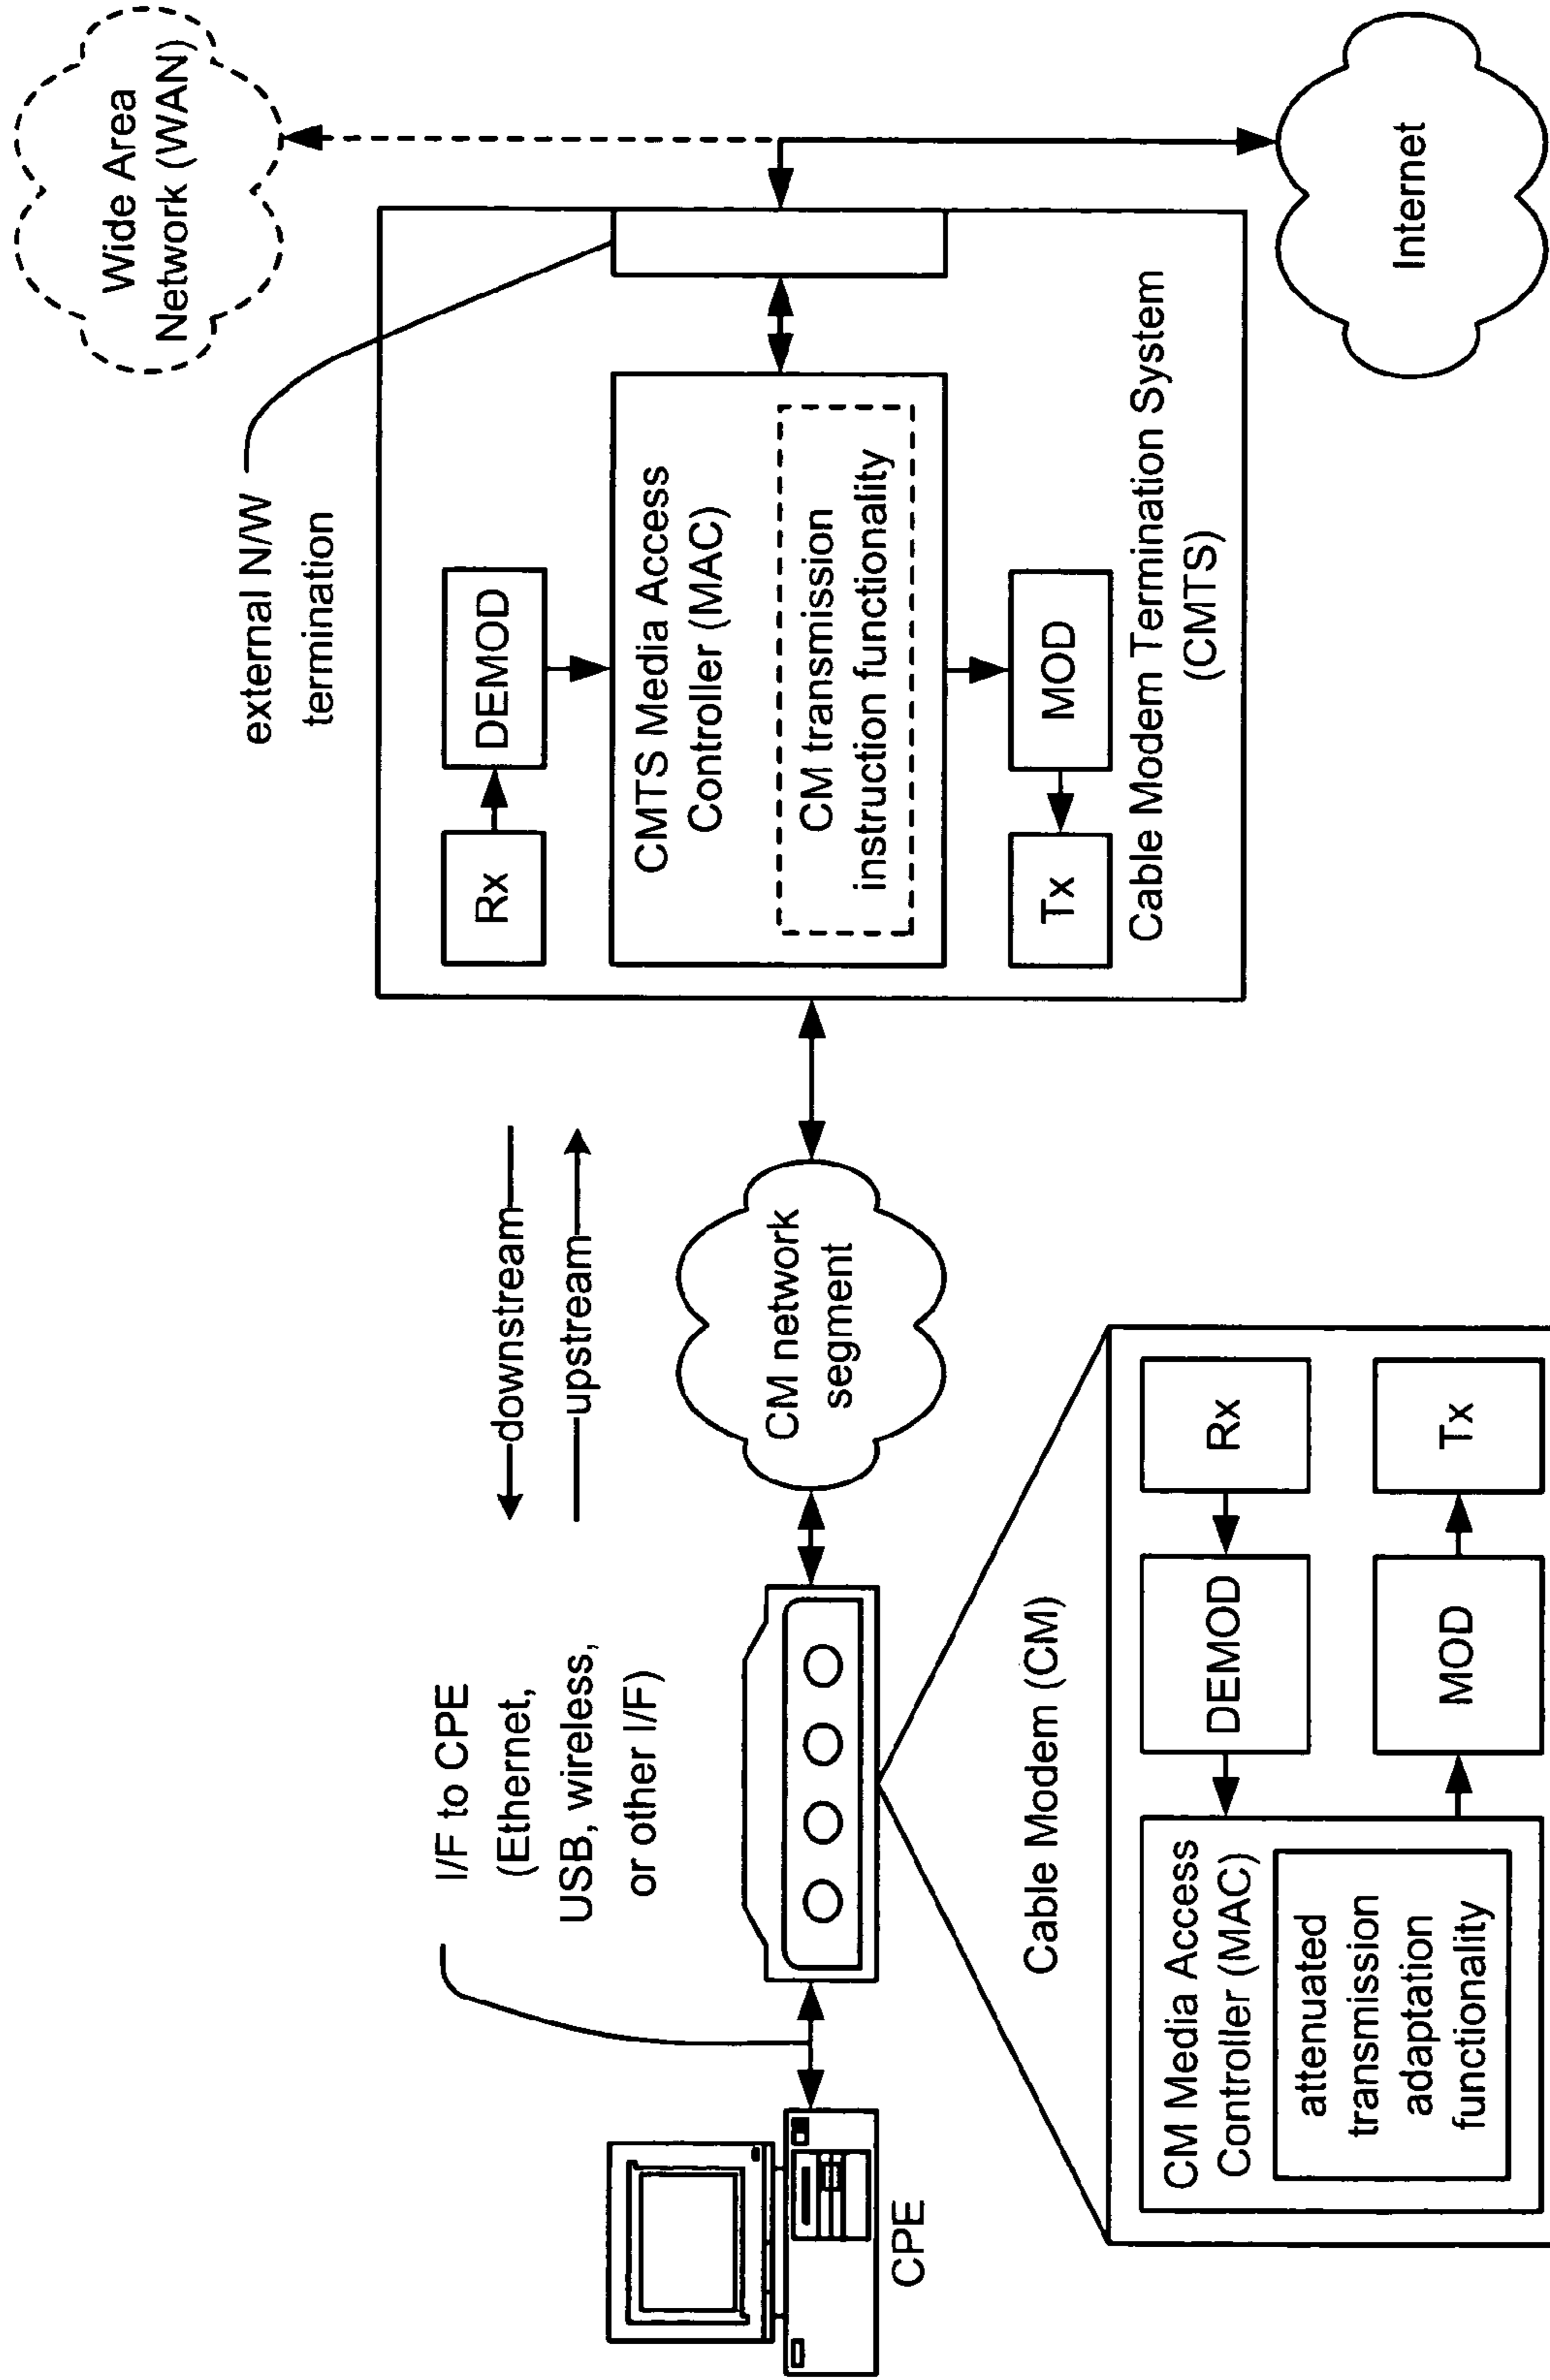 I/F to CPE
(Ethernet,
USB, wireless,
or other I/F)
CPE
downstream
upstream
CM network
segment
external N/W
termination
Wide Area
Network (WAN)
Rx
DEMOD
CMTS Media Access
Controller (MAC)
CM transmission
instruction functionality
Tx
MOD
Cable Modem Termination System
(CMTS)
Internet
Cable Modem (CM)
CM Media Access
Controller (MAC)
attenuated
transmission
adaptation
functionality
DEMOD
Rx
MOD
Tx